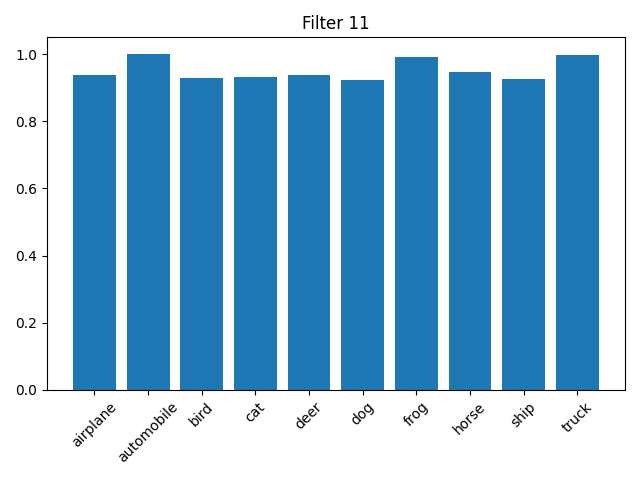 Filter 11
1.0
0.8
0.6
0.4
0.2
0.0
airplane
automobile
bird
cat
deer
dog
frog
horse
ship
truck